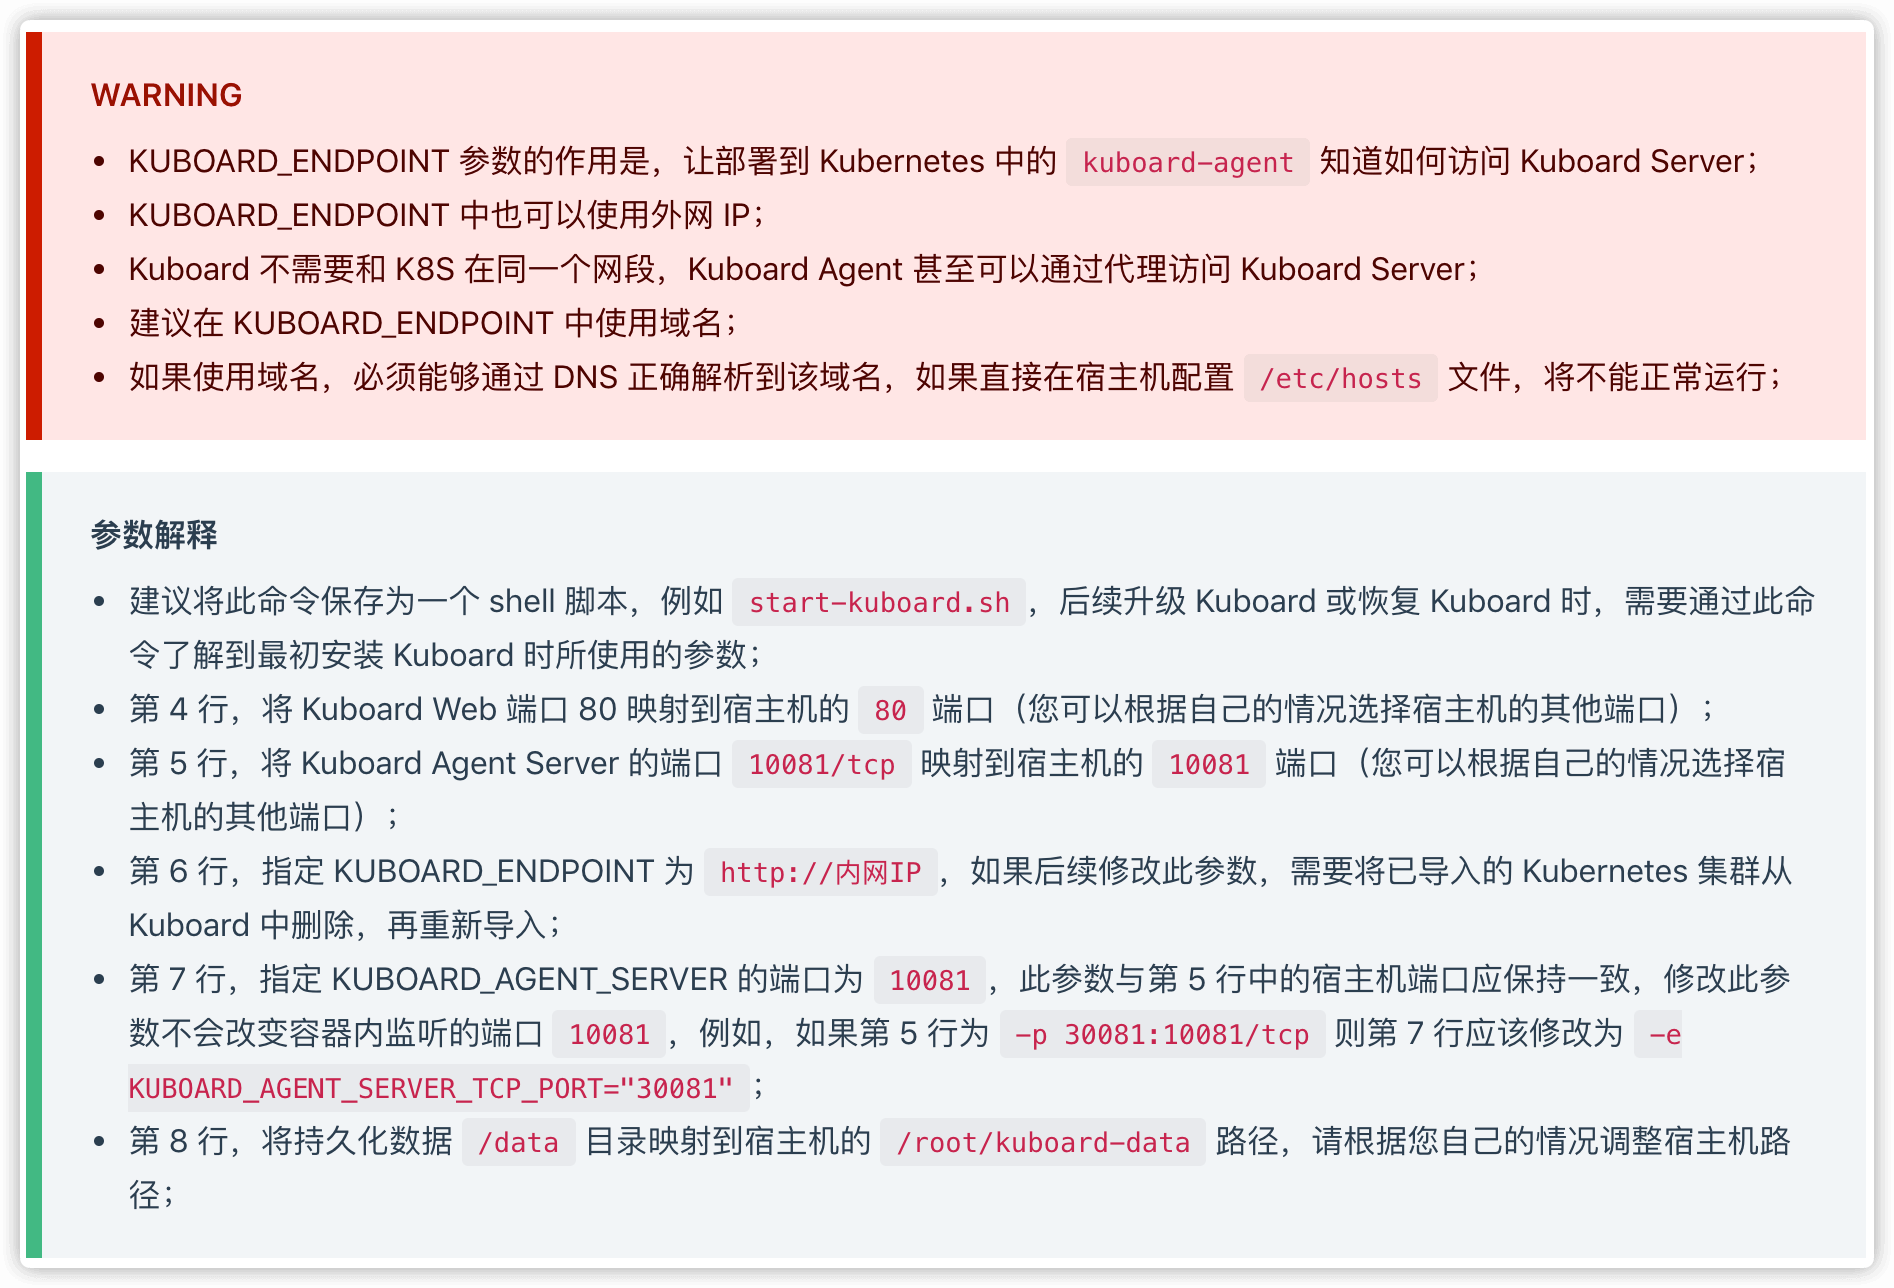 WARNING
• KUBOARD_ENDPOINT 参数的作用是，让部署到 Kubernetes 中的 kuboard-agent 知道如何访问 Kuboard Server；
• KUBOARD_ENDPOINT 中也可以使用外网 IP；
• Kuboard 不需要和 K8S 在同一个网段，Kuboard Agent 甚至可以通过代理访问 Kuboard Server；
• 建议在 KUBOARD_ENDPOINT 中使用域名；
• 如果使用域名，必须能够通过 DNS 正确解析到该域名，如果直接在宿主机配置 /etc/hosts 文件，将不能正常运行；
参数解释
• 建议将此命令保存为一个 shell 脚本，例如 start-kuboard.sh，后续升级 Kuboard 或恢复 Kuboard 时，需要通过此命
令了解到最初安装 Kuboard 时所使用的参数；
• 第 4 行，将 Kuboard Web 端口 80 映射到宿主机的 80 端口（您可以根据自己的情况选择宿主机的其他端口）；
• 第 5 行，将 Kuboard Agent Server 的端口 10081/tcp 映射到宿主机的 10081 端口（您可以根据自己的情况选择宿
主机的其他端口）；
• 第 6 行，指定 KUBOARD_ENDPOINT 为 http://内网IP，如果后续修改此参数，需要将已导入的 Kubernetes 集群从
Kuboard 中删除，再重新导入；
• 第 7 行，指定 KUBOARD_AGENT_SERVER 的端口为 10081，此参数与第 5 行中的宿主机端口应保持一致，修改此参
数不会改变容器内监听的端口 10081，例如，如果第 5 行为 -p 30081:10081/tcp 则第 7 行应该修改为 -e
KUBOARD_AGENT_SERVER_TCP_PORT="30081"；
• 第 8 行，将持久化数据 /data 目录映射到宿主机的 /root/kuboard-data 路径，请根据您自己的情况调整宿主机路
径；